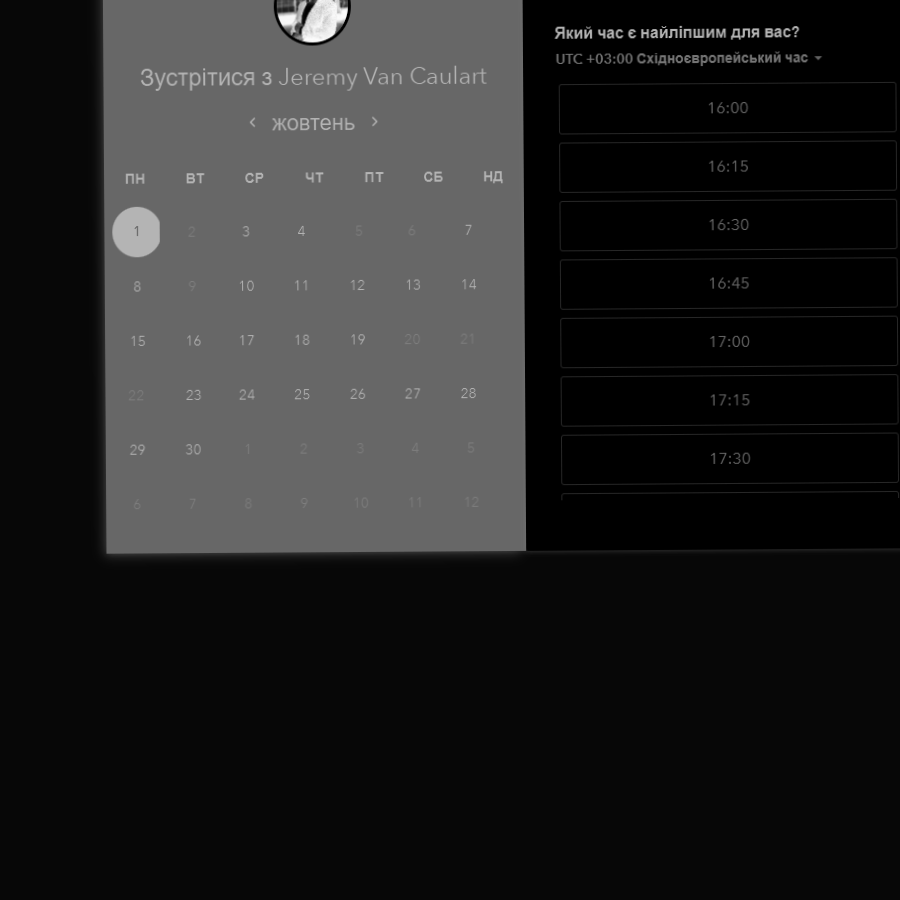 Зустрітися з Jeremy Van Caulart
жовтень
ПН ВТ СР ЧТ ПТ СБ НД
1 2 3 4 5 6 7
8 9 10 11 12 13 14
15 16 17 18 19 20 21
22 23 24 25 26 27 28
29 30 1 2 3 4 5
6 7 8 9 10 11 12
Який час є найліпшим для вас?
UTC +03:00 Східноєвропейський час
16:00
16:15
16:30
16:45
17:00
17:15
17:30